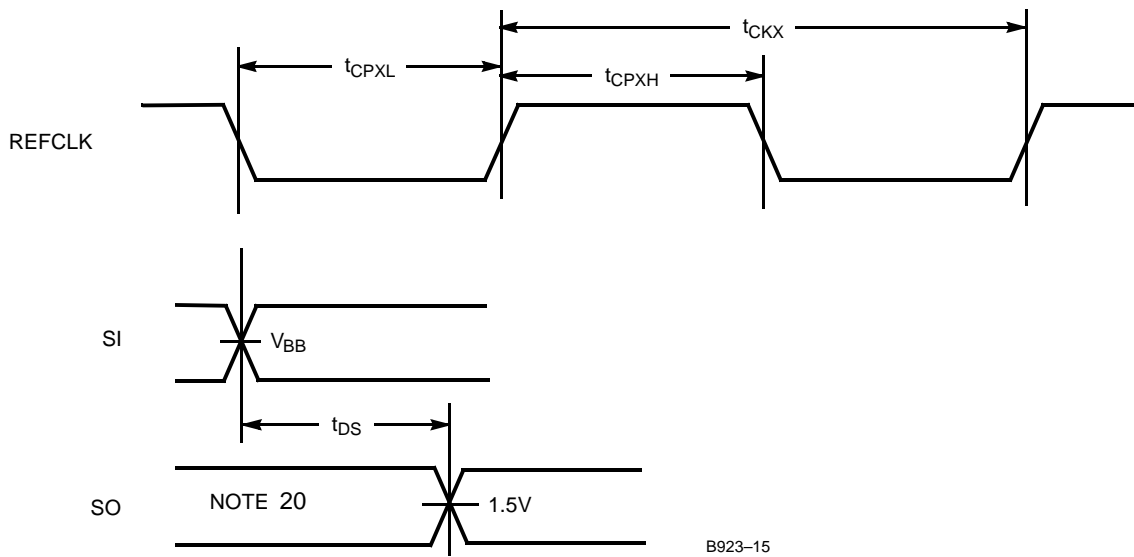 tCKX
tCPXL
tCPXH
REFCLK
SI
VBB
tDS
SO
NOTE 20
1.5V
B923–15